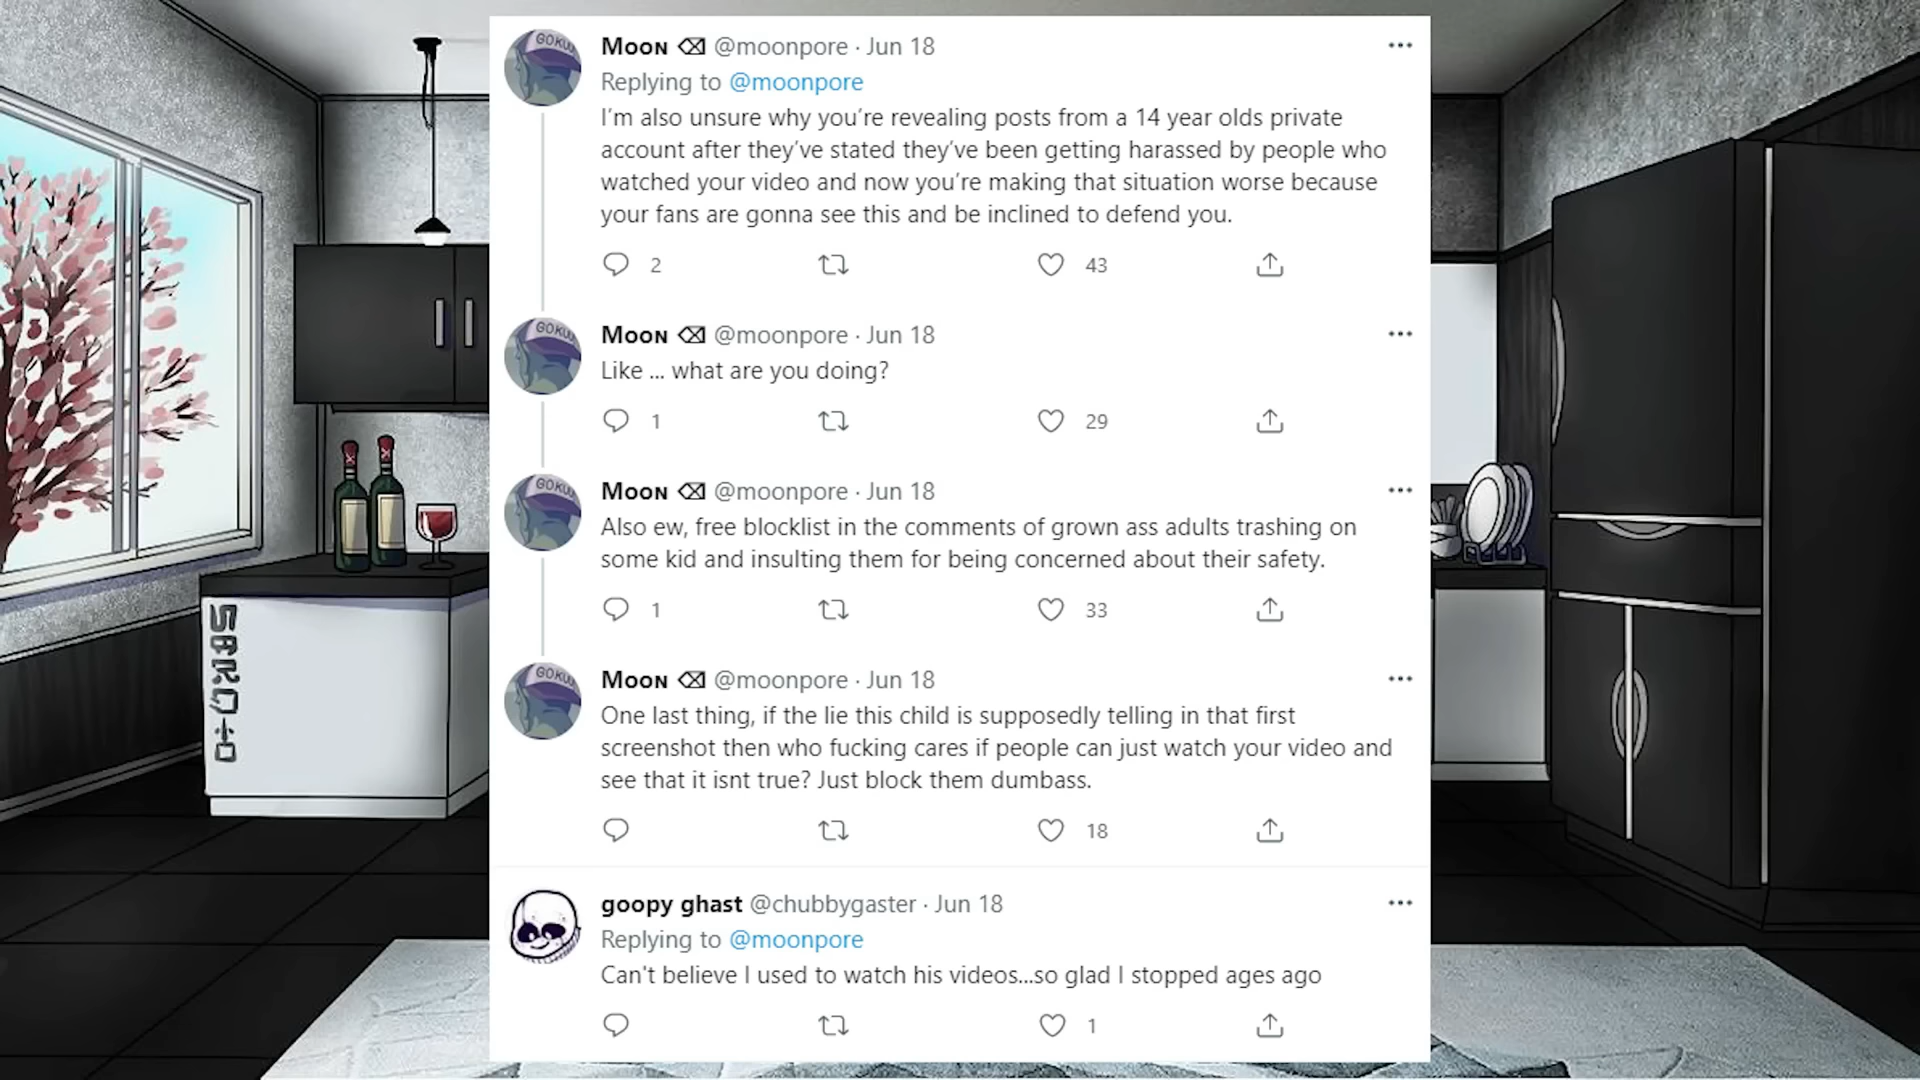 Moon @moonpore · Jun 18
Replying to @moonpore
I'm also unsure why you're revealing posts from a 14 year olds private
account after they've stated they've been getting harassed by people who
watched your video and now you're making that situation worse because
your fans are gonna see this and be inclined to defend you.
2 43
Moon @moonpore · Jun 18
Like ... what are you doing?
1 29
Moon @moonpore · Jun 18
Also ew, free blocklist in the comments of grown ass adults trashing on
some kid and insulting them for being concerned about their safety.
1 33
Moon @moonpore · Jun 18
One last thing, if the lie this child is supposedly telling in that first
screenshot then who fucking cares if people can just watch your video and
see that it isnt true? Just block them dumbass.
18
goopy ghast @chubbygaster · Jun 18
Replying to @moonpore
Can't believe I used to watch his videos...so glad I stopped ages ago
1